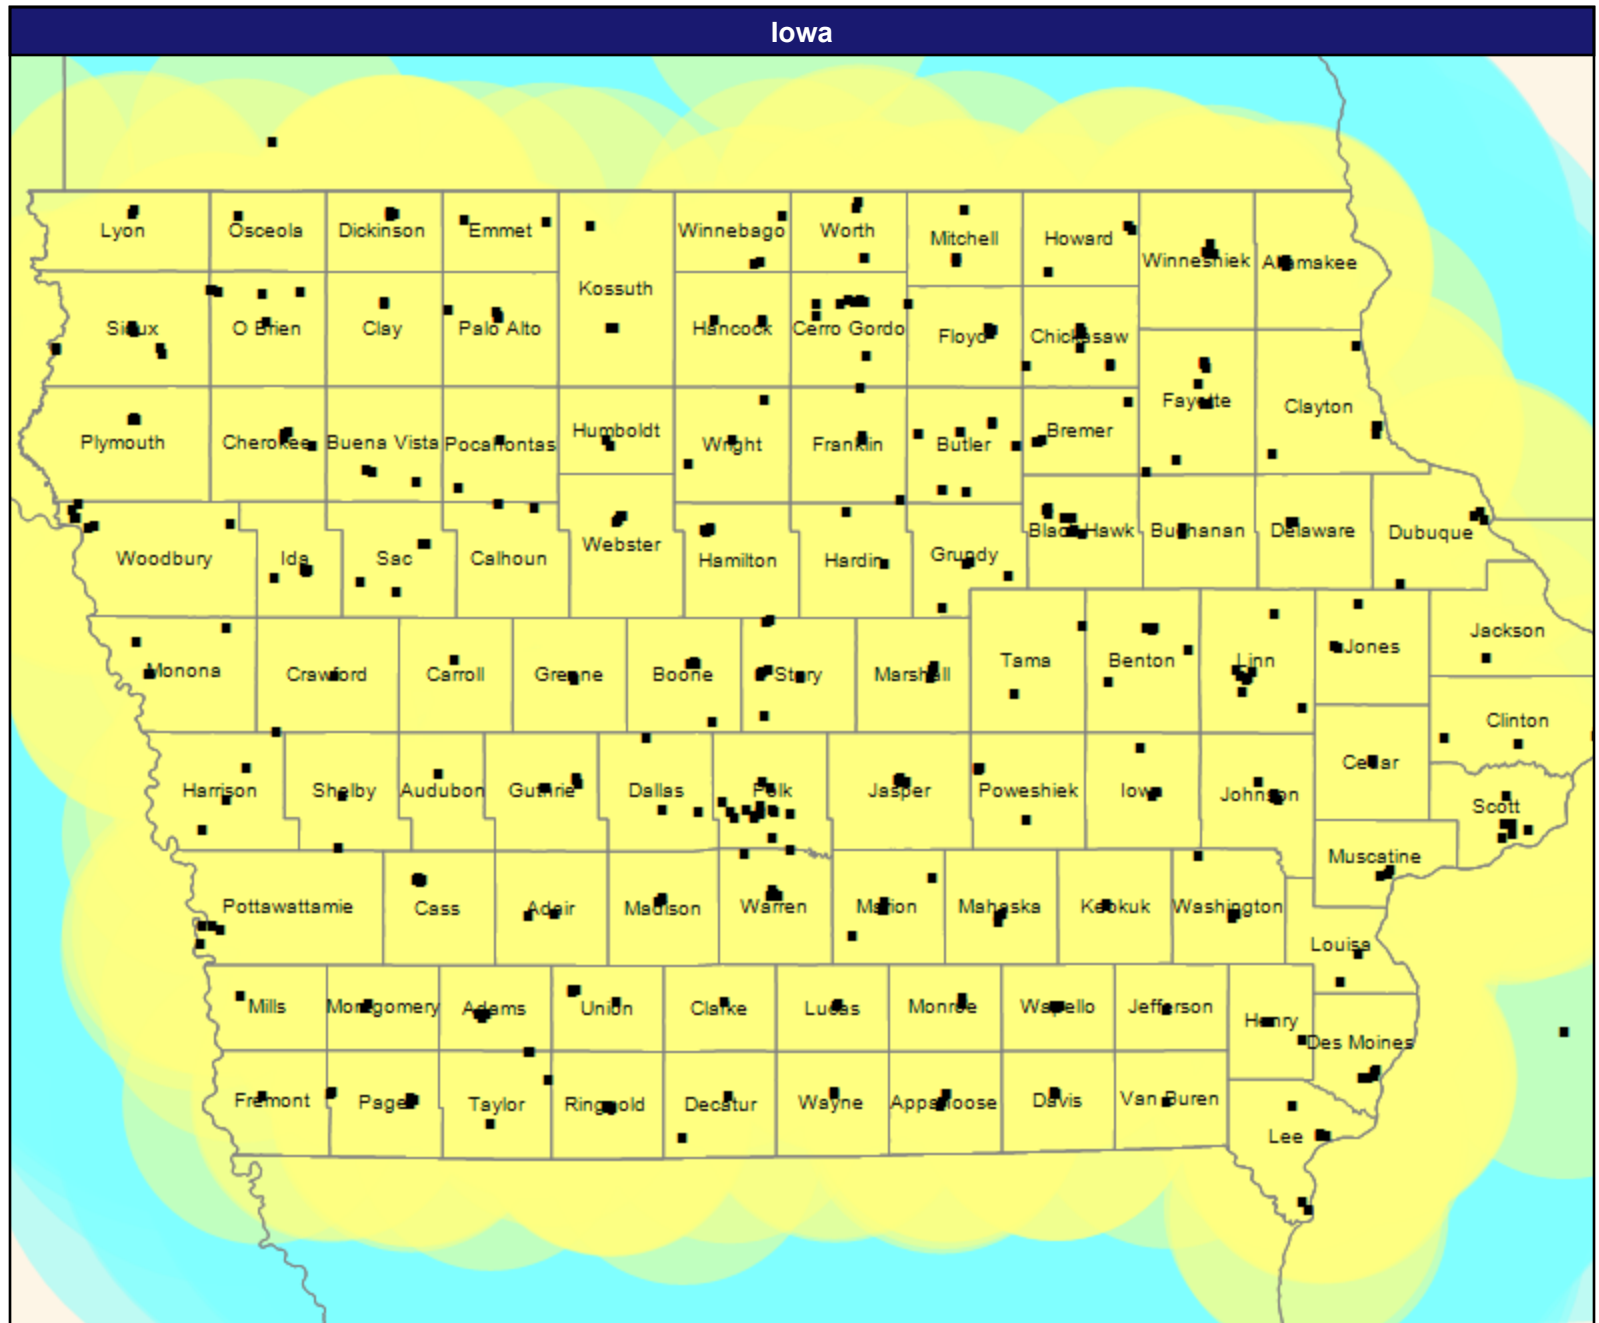 Iowa
Lyon
Osceola
Dickinson
Emmet
Winnebago
Worth
Mitchell
Howard
Winneshiek
Allamakee
Kossuth
Sioux
O Brien
Clay
Palo Alto
Hancock
Cerro Gordo
Floyd
Chickasaw
Fayette
Clayton
Plymouth
Cherokee
Buena Vista
Pocahontas
Humboldt
Wright
Franklin
Butler
Bremer
Woodbury
Ida
Sac
Calhoun
Webster
Hamilton
Hardin
Grundy
Black Hawk
Buchanan
Delaware
Dubuque
Monona
Crawford
Carroll
Greene
Boone
Story
Marshall
Tama
Benton
Linn
Jones
Jackson
Clinton
Harrison
Shelby
Audubon
Guthrie
Dallas
Polk
Jasper
Poweshiek
Iowa
Johnson
Cedar
Scott
Muscatine
Pottawattamie
Cass
Adair
Madison
Warren
Marion
Mahaska
Keokuk
Washington
Louisa
Mills
Montgomery
Adams
Union
Clarke
Lucas
Monroe
Wapello
Jefferson
Henry
Des Moines
Fremont
Page
Taylor
Ringgold
Decatur
Wayne
Appanoose
Davis
Van Buren
Lee